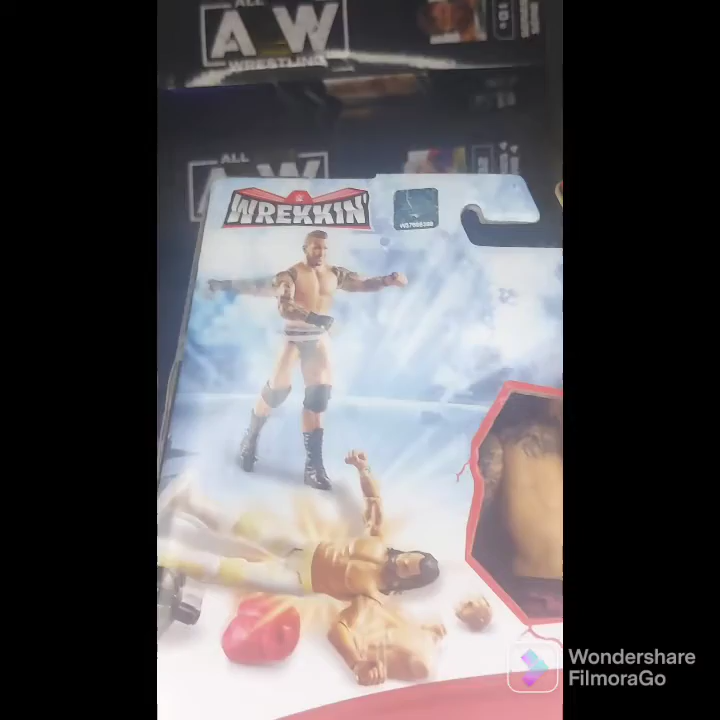 ALL
AEW
WRESTLING
ALL
AEW
WREKKIN'
Wondershare
FilmoraGo